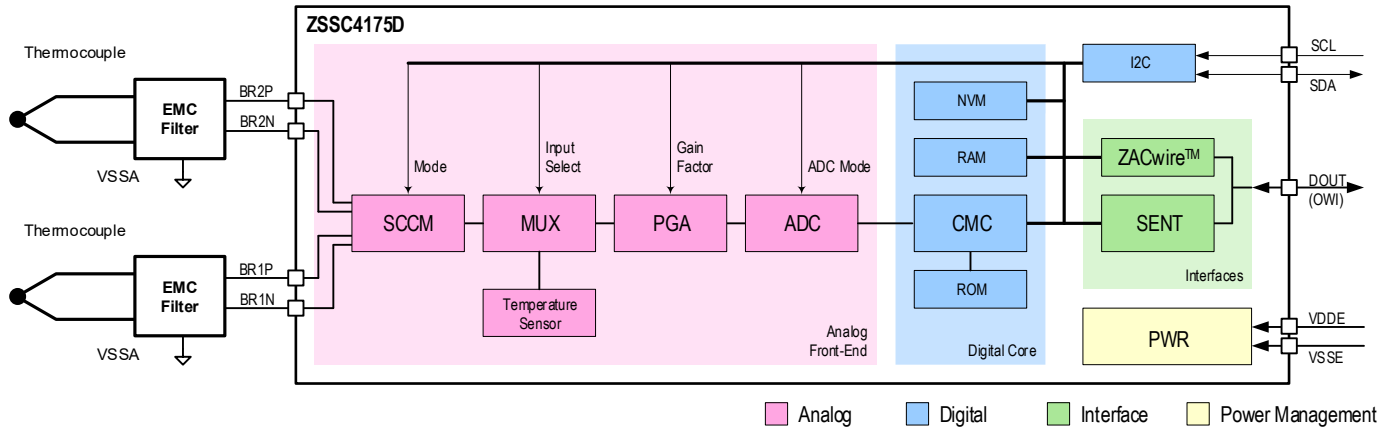 ZSSC4175D
Thermocouple
EMC
Filter
BR2P
BR2N
VSSA
Thermocouple
EMC
Filter
BR1P
BR1N
VSSA
Mode
Input
Select
Gain
Factor
ADC Mode
SCCM
MUX
PGA
ADC
Temperature
Sensor
Analog
Front-End
NVM
RAM
CMC
ROM
Digital Core
I2C
ZACwire™
SENT
Interfaces
PWR
SCL
SDA
DOUT
(OWI)
VDDE
VSSE
Analog
Digital
Interface
Power Management